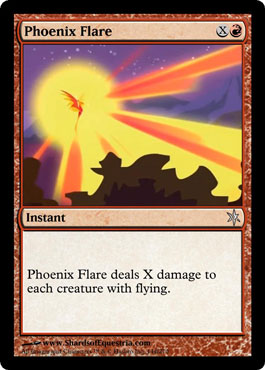 Phoenix Flare X
Instant
Phoenix Flare deals X damage to
each creature with flying.
www.ShardsofEquestria.com